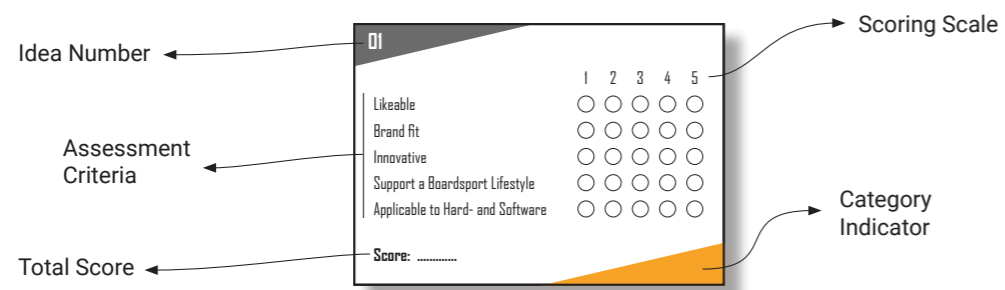 01
Scoring Scale
Idea Number
1 2 3 4 5
Likeable
Brand fit
Innovative
Support a Boardsport Lifestyle
Applicable to Hard- and Software
Assessment
Criteria
Category
Indicator
Score: .............
Total Score